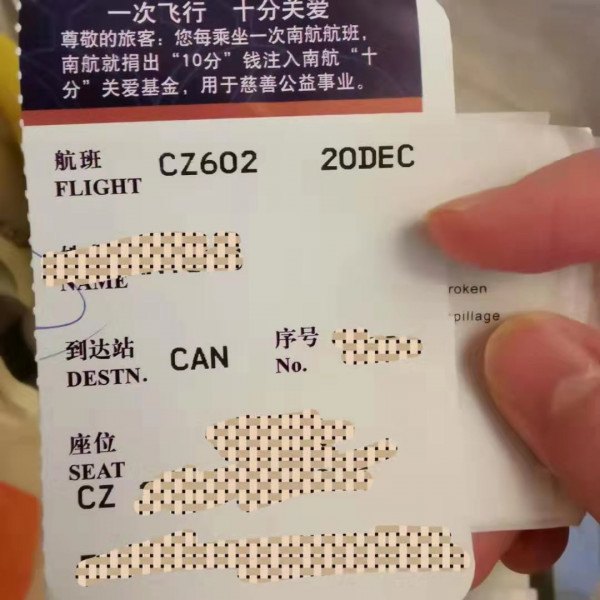 一次飞行 十分关爱
尊敬的旅客：您每乘坐一次南航航班，
南航就捐出“10分”钱注入南航“十
分”关爱基金，用于慈善公益事业。
航班 CZ602 20DEC
FLIGHT
NAME
roken
pillage
到达站 CAN 序号
DESTN. No.
座位
SEAT
CZ